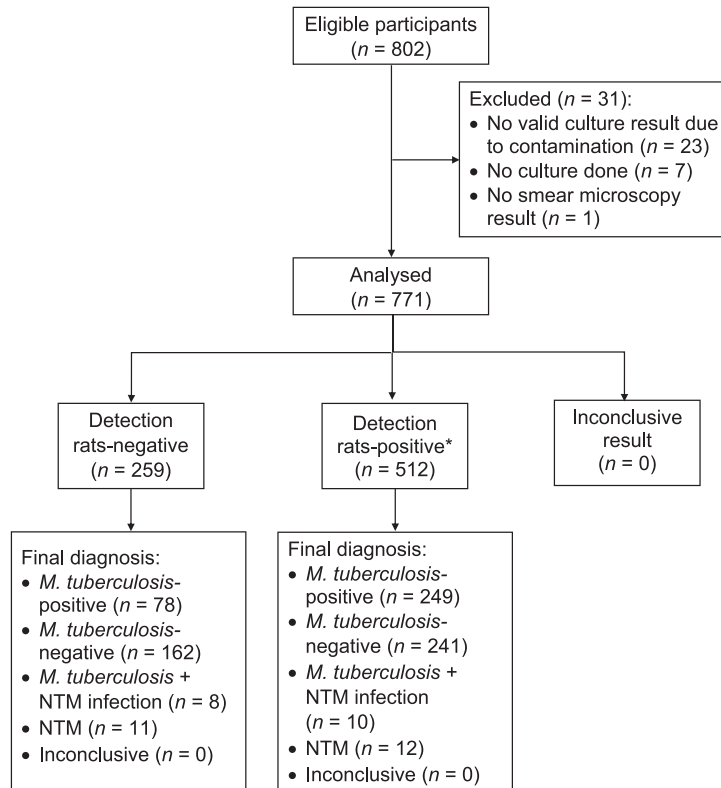 Eligible participants
(n = 802)
Excluded (n = 31):
• No valid culture result due
to contamination (n = 23)
• No culture done (n = 7)
• No smear microscopy
result (n = 1)
Analysed
(n = 771)
Detection
rats-negative
(n = 259)
Detection
rats-positive*
(n = 512)
Inconclusive
result
(n = 0)
Final diagnosis:
• M. tuberculosis-
positive (n = 78)
• M. tuberculosis-
negative (n = 162)
• M. tuberculosis +
NTM infection (n = 8)
• NTM (n = 11)
• Inconclusive (n = 0)
Final diagnosis:
• M. tuberculosis-
positive (n = 249)
• M. tuberculosis-
negative (n = 241)
• M. tuberculosis +
NTM infection
(n = 10)
• NTM (n = 12)
• Inconclusive (n = 0)